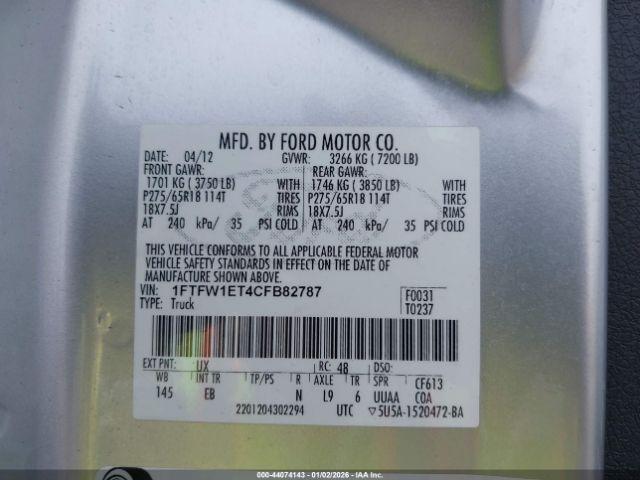 MFD. BY FORD MOTOR CO.
DATE: 04/12 GVWR: 3266 KG ( 7200 LB)
FRONT GAWR: REAR GAWR:
1701 KG ( 3750 LB) WITH 1746 KG ( 3850 LB) WITH
P275/65R18 114T TIRES P275/65R18 114T TIRES
18X7.5J RIMS 18X7.5J RIMS
AT 240 kPa/ 35 PSI COLD AT 240 kPa/ 35 PSI COLD
THIS VEHICLE CONFORMS TO ALL APPLICABLE FEDERAL MOTOR
VEHICLE SAFETY STANDARDS IN EFFECT ON THE DATE OF
MANUFACTURE SHOWN ABOVE.
VIN: 1FTFW1ET4CFB82787 F0031
TYPE: Truck T0237
EXT PNT: UX RC: 48 DSO:
WB INT TR TP/PS R AXLE TR SPR CF613
145 EB N L9 6 UUAA C0A
2201204302294 UTC 5U5A-1520472-BA
000-44074143 - 01/02/2026 - IAA Inc.